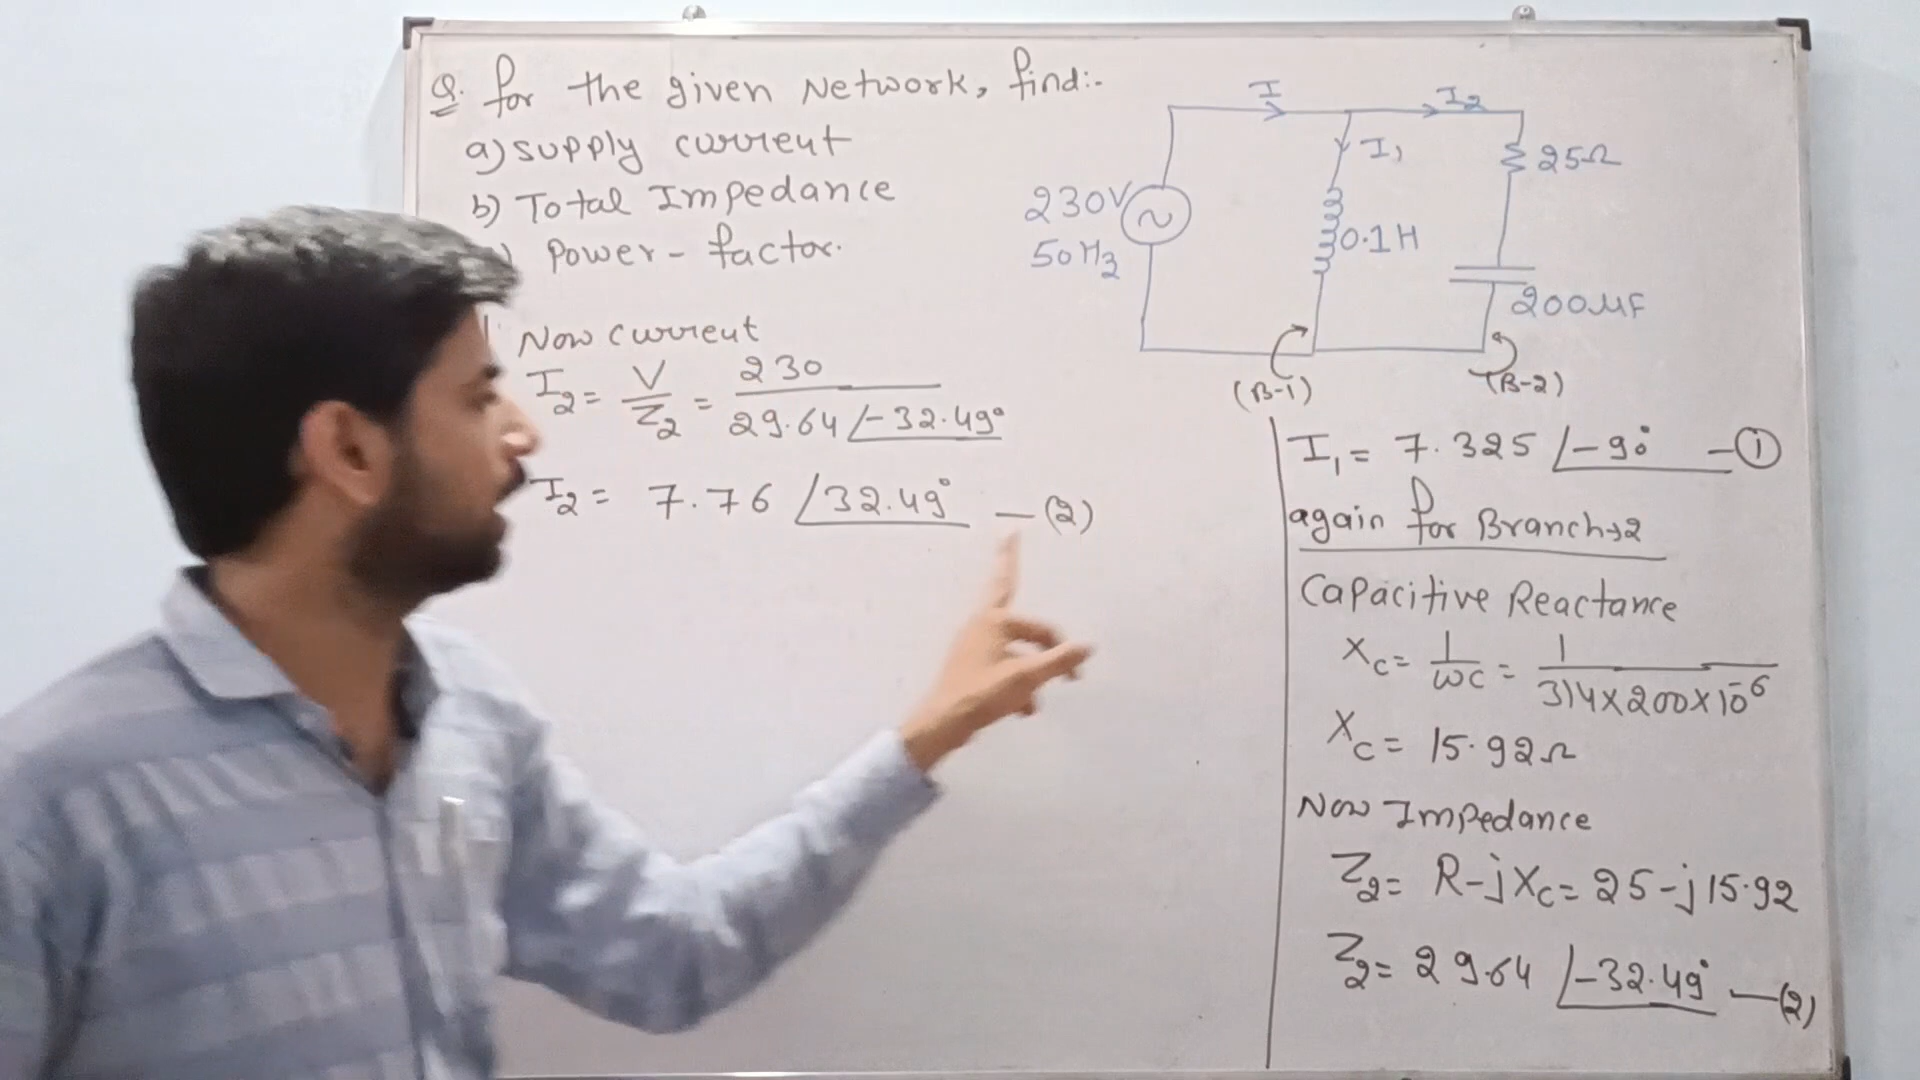 Q. for the given Network, find:-
a) supply current
b) Total Impedance
) Power-factor.
Now current
I₂ = V/Z₂ = 230/29.64∠-32.49°
I₂ = 7.76 ∠32.49° —(2)
I
I₂
I₁
25Ω
230V
50Hz
0.1H
200μF
(B-1)
(B-2)
I₁ = 7.325 ∠-90° —①
again for Branch→2
Capacitive Reactance
Xc = 1/ωC = 1/314×200×10⁻⁶
Xc = 15.92Ω
Now Impedance
Z₂ = R-jXc = 25-j15.92
Z₂ = 29.64 ∠-32.49° —(2)